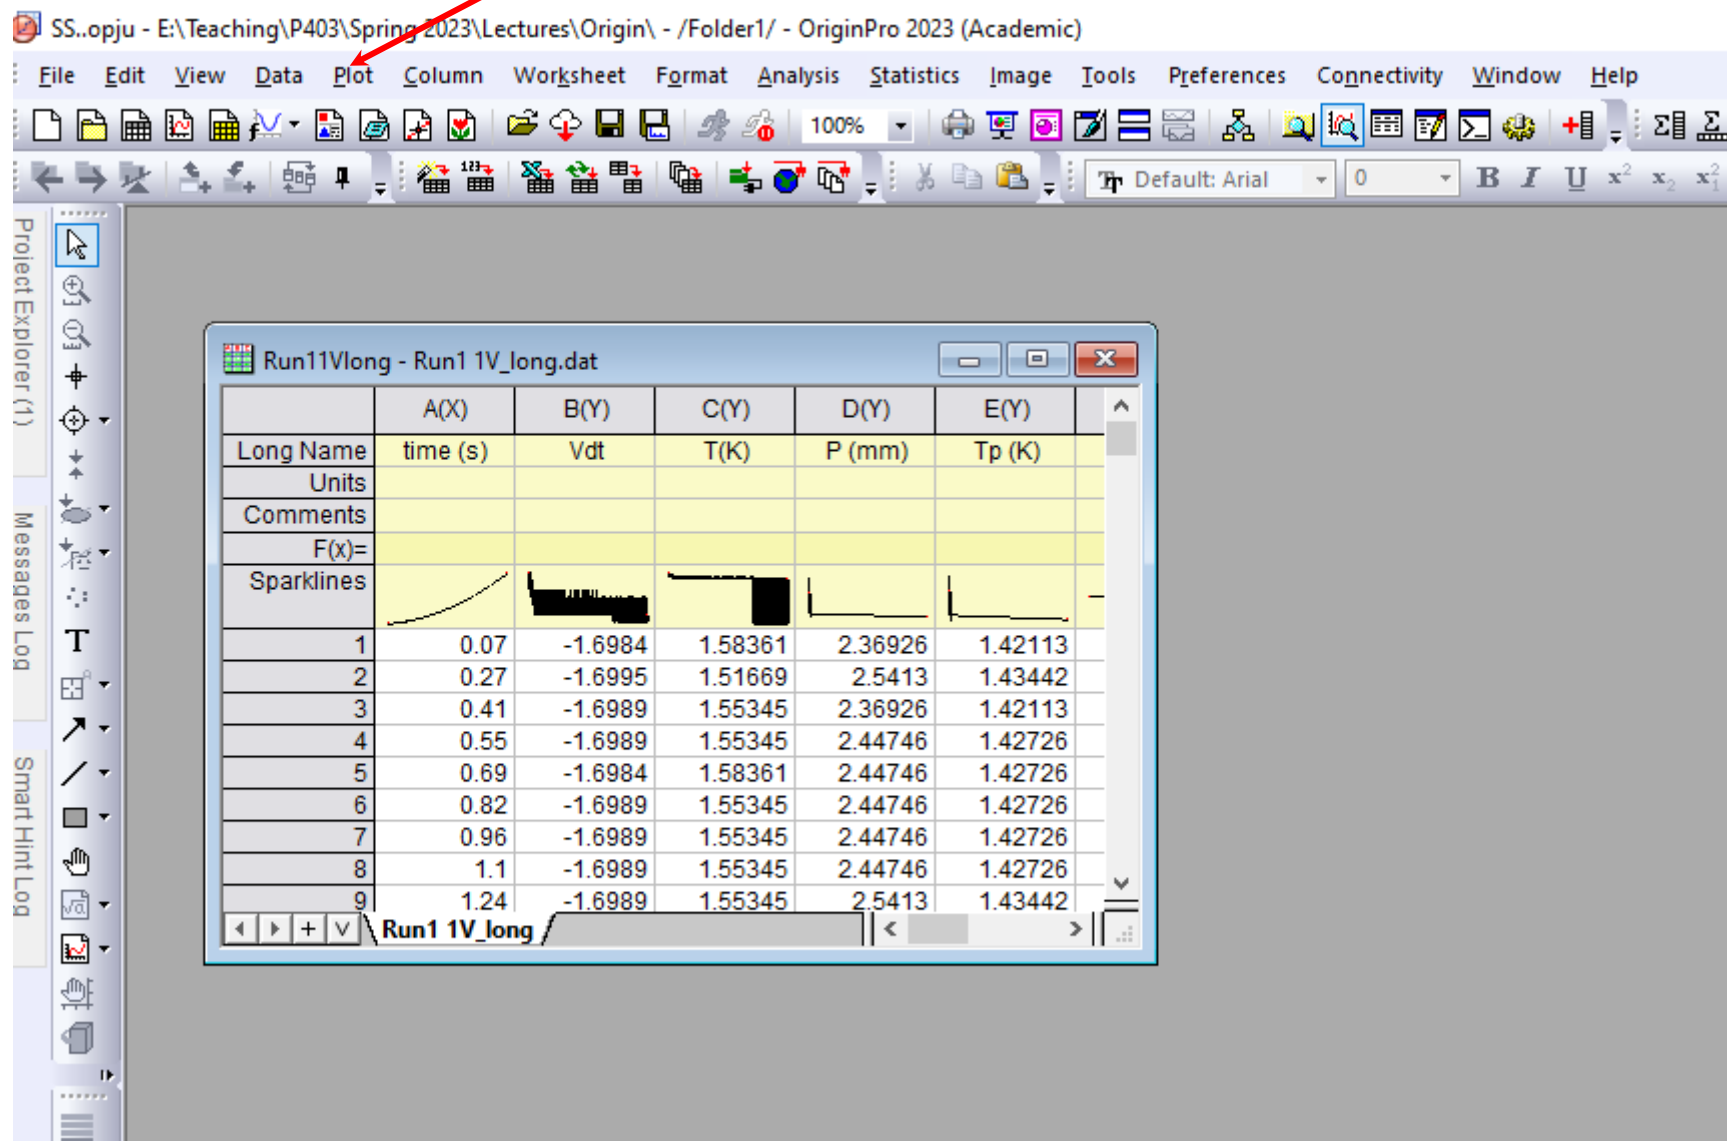 SS..opju - E:\Teaching\P403\Spring 2023\Lectures\Origin\ - /Folder1/ - OriginPro 2023 (Academic)
File Edit View Data Plot Column Worksheet Format Analysis Statistics Image Tools Preferences Connectivity Window Help
100%
Default: Arial 0 B I U x² x₂
Project Explorer (1)
Messages Log
Smart Hint Log
T
Run11Vlong - Run1 1V_long.dat
A(X) B(Y) C(Y) D(Y) E(Y)
Long Name time (s) Vdt T(K) P (mm) Tp (K)
Units
Comments
F(x)=
Sparklines
1 0.07 -1.6984 1.58361 2.36926 1.42113
2 0.27 -1.6995 1.51669 2.5413 1.43442
3 0.41 -1.6989 1.55345 2.36926 1.42113
4 0.55 -1.6989 1.55345 2.44746 1.42726
5 0.69 -1.6984 1.58361 2.44746 1.42726
6 0.82 -1.6989 1.55345 2.44746 1.42726
7 0.96 -1.6989 1.55345 2.44746 1.42726
8 1.1 -1.6989 1.55345 2.44746 1.42726
9 1.24 -1.6989 1.55345 2.5413 1.43442
Run1 1V_long